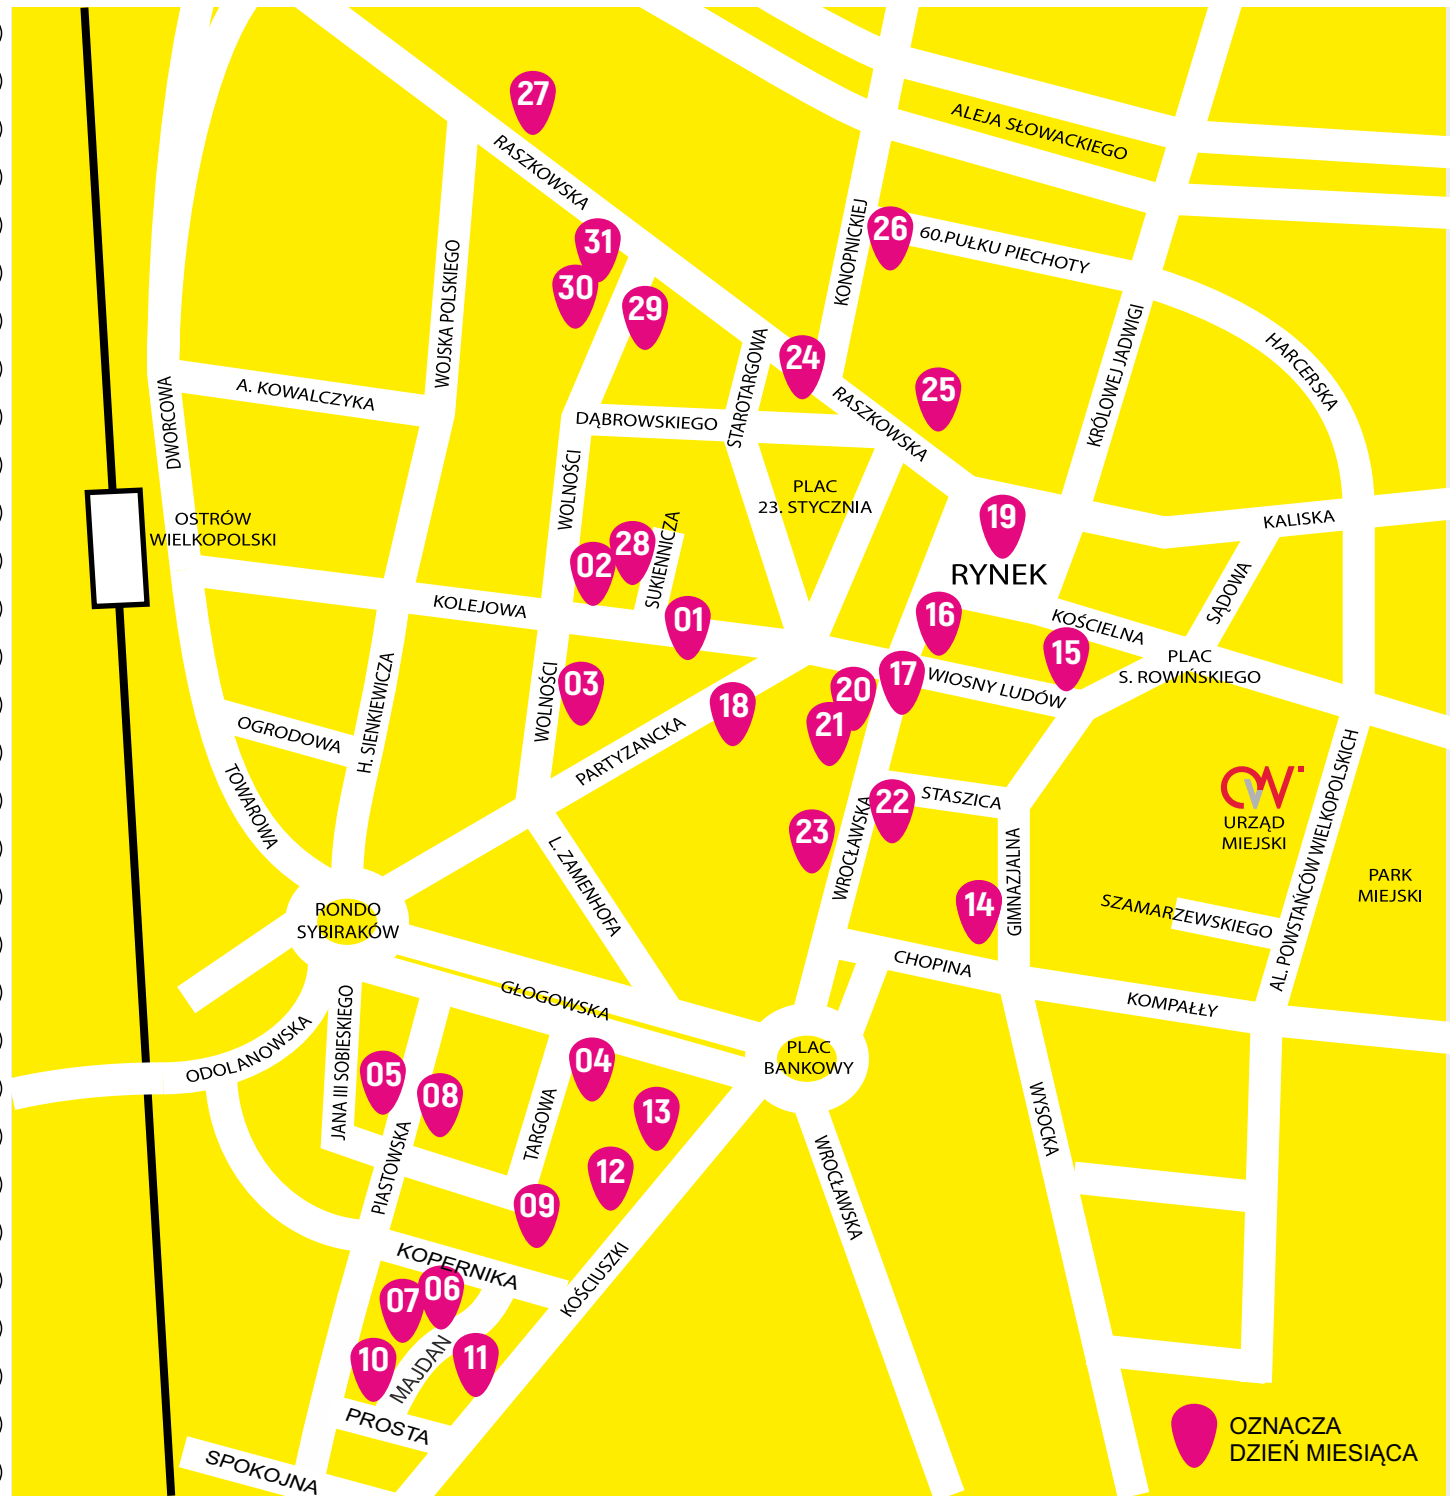 27
ALEJA SŁOWACKIEGO
RASZKOWSKA
31
30
29
26
60.PUŁKU PIECHOTY
KONOPNICKIEJ
WOJSKA POLSKIEGO
HARCERSKA
KRÓLOWEJ JADWIGI
STAROTARGOWA
24
25
A. KOWALCZYKA
DWORCOWA
RASZKOWSKA
DĄBROWSKIEGO
WOLNOŚCI
PLAC
23. STYCZNIA
19
RYNEK
KALISKA
OSTRÓW
WIELKOPOLSKI
28
02
SUKIENNICZA
SĄDOWA
KOLEJOWA
01
16
KOŚCIELNA
15
PLAC
S. ROWIŃSKIEGO
WIOSNY LUDÓW
17
20
21
03
WOLNOŚCI
18
PARTYZANCKA
H. SIENKIEWICZA
OGRODOWA
TOWAROWA
22
STASZICA
23
WROCŁAWSKA
URZĄD
MIEJSKI
AL. POWSTAŃCÓW WIELKOPOLSKICH
PARK
MIEJSKI
L. ZAMENHOFA
GIMNAZJALNA
14
SZAMARZEWSKIEGO
RONDO
SYBIRAKÓW
CHOPINA
KOMPAŁŁY
GŁOGOWSKA
JANA III SOBIESKIEGO
ODOLANOWSKA
PLAC
BANKOWY
04
05
08
13
TARGOWA
WYSOCKA
PIASTOWSKA
12
WROCŁAWSKA
09
KOPERNIKA
KOŚCIUSZKI
06
07
10
MAJDAN
11
PROSTA
SPOKOJNA
OZNACZA
DZIEŃ MIESIĄCA